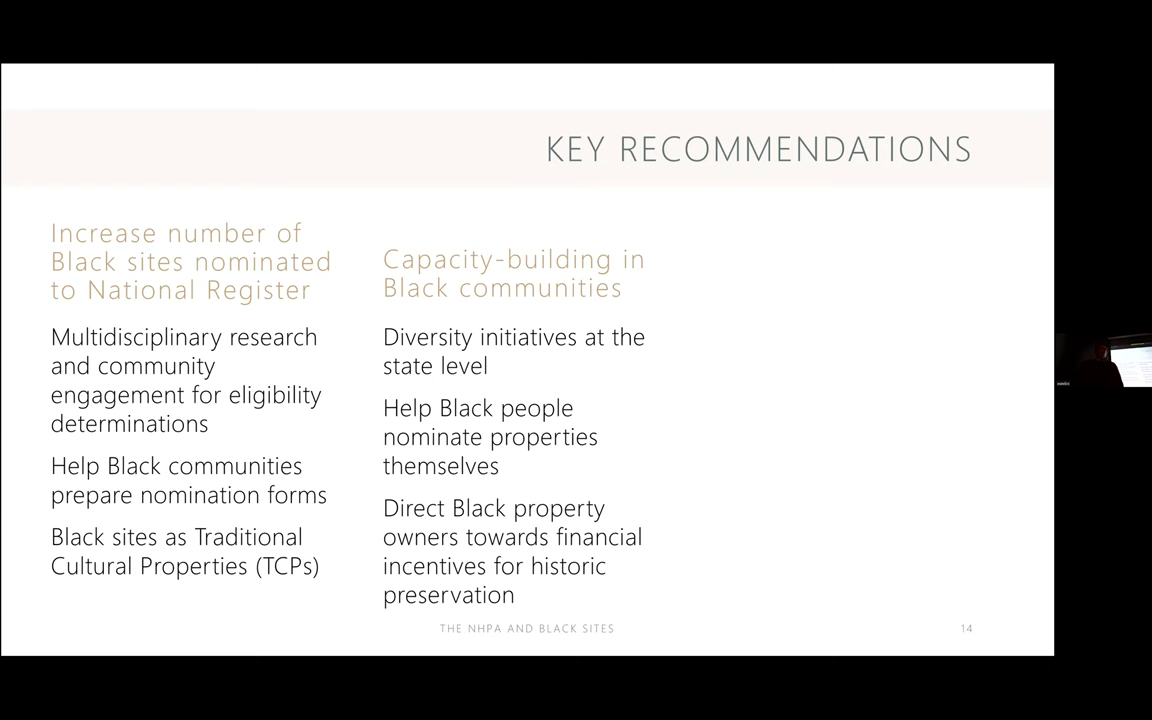 KEY RECOMMENDATIONS
Increase number of
Black sites nominated
to National Register
Multidisciplinary research
and community
engagement for eligibility
determinations
Help Black communities
prepare nomination forms
Black sites as Traditional
Cultural Properties (TCPs)
Capacity-building in
Black communities
Diversity initiatives at the
state level
Help Black people
nominate properties
themselves
Direct Black property
owners towards financial
incentives for historic
preservation
THE NHPA AND BLACK SITES
14